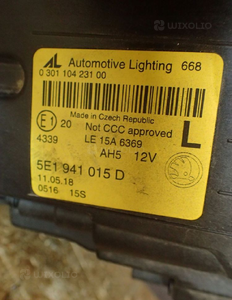 WIXOLIO
AL Automotive Lighting 668
0 301 104 231 00
Made in Czech Republic
E1 20 Not CCC approved L
4339 LE 15A 6369
AH5 12V
5E1 941 015 D
11.05.18
0516 15S